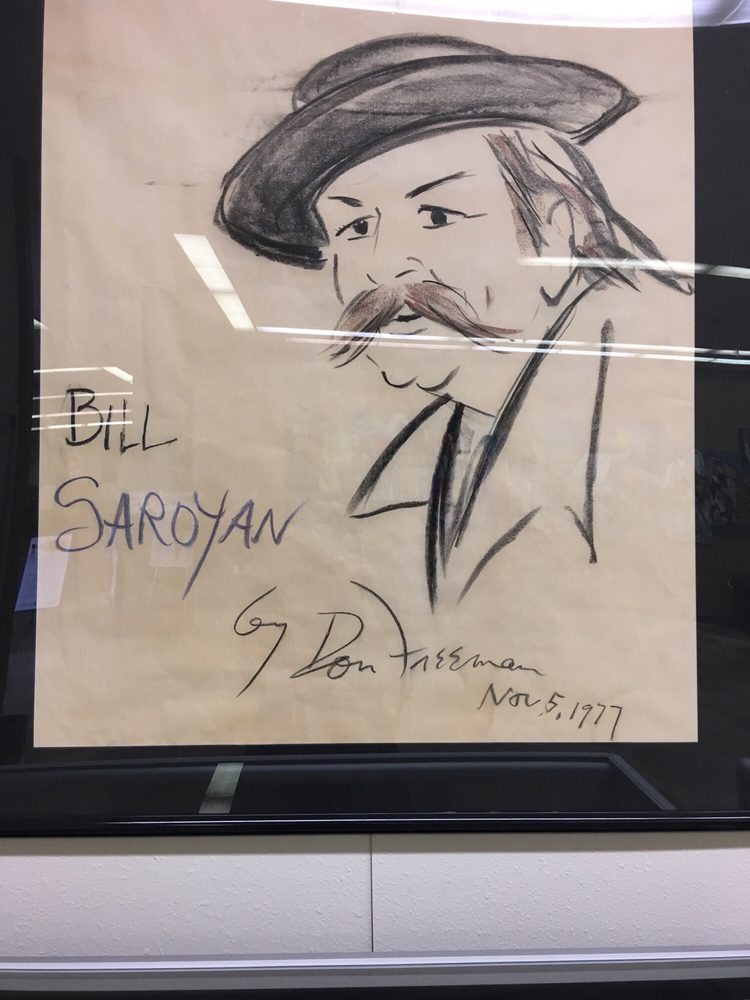 BILL
SAROYAN
By Don Freeman
Nov 5, 1977